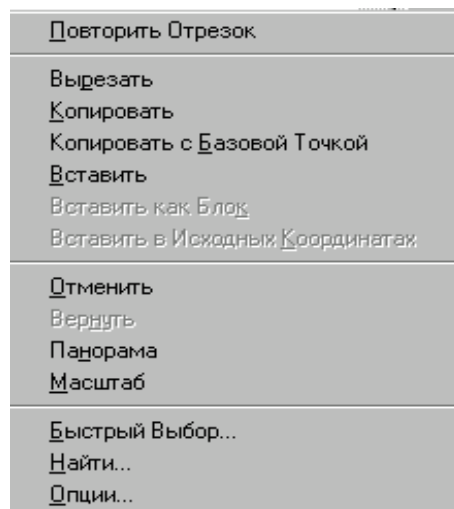 Повторить Отрезок
Вырезать
Копировать
Копировать с Базовой Точкой
Вставить
Вставить как Блок
Вставить в Исходных Координатах
Отменить
Вернуть
Панорама
Масштаб
Быстрый Выбор...
Найти...
Опции...